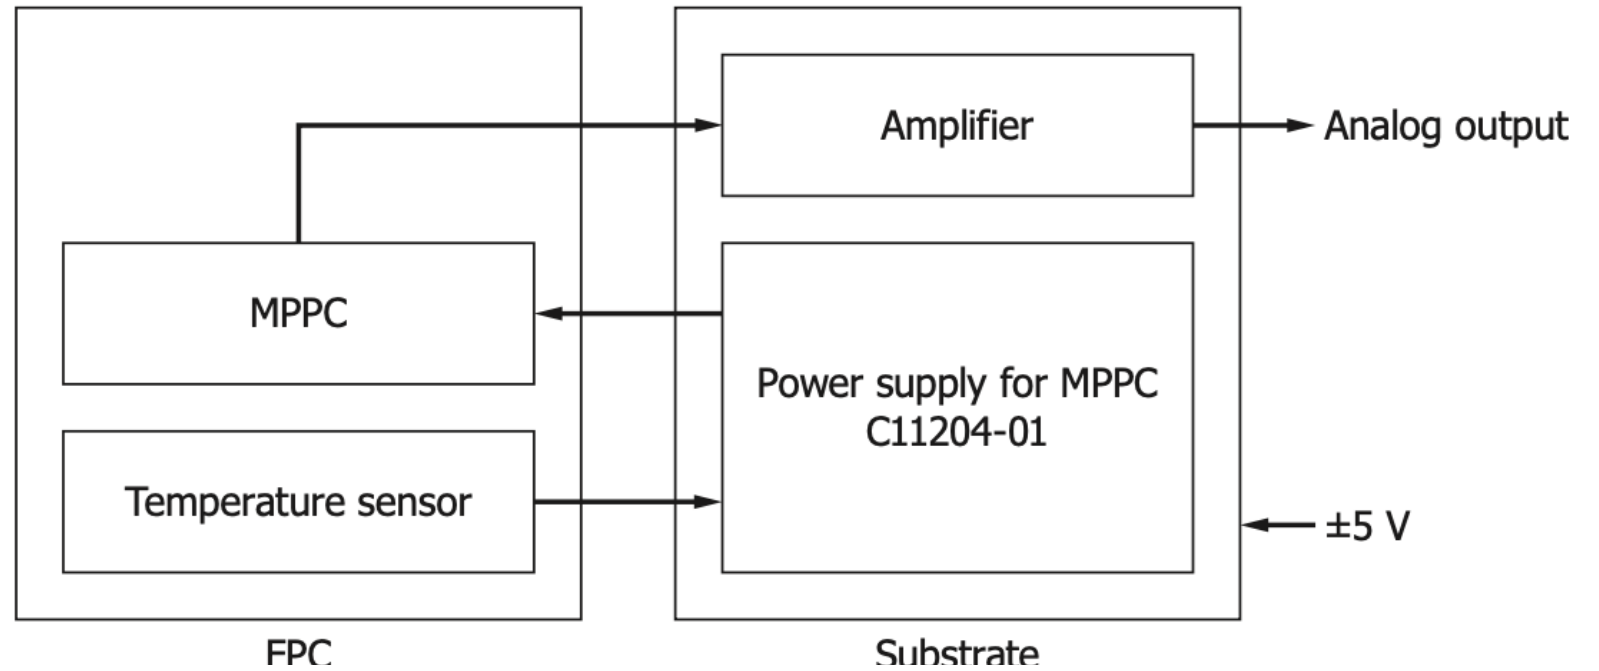 Amplifier
Analog output
MPPC
Power supply for MPPC
C11204-01
Temperature sensor
±5 V
FPC
Substrate